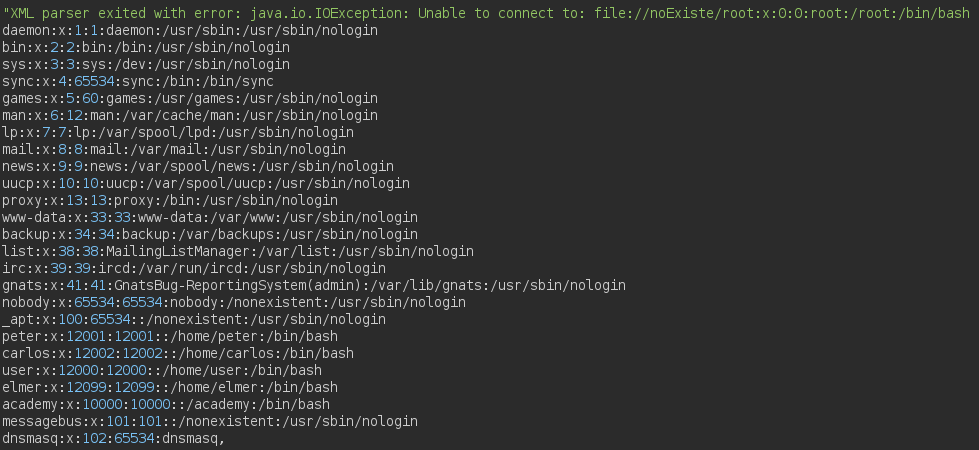 "XML parser exited with error: java.io.IOException: Unable to connect to: file://noExiste/root:x:0:0:root:/root:/bin/bash
daemon:x:1:1:daemon:/usr/sbin:/usr/sbin/nologin
bin:x:2:2:bin:/bin:/usr/sbin/nologin
sys:x:3:3:sys:/dev:/usr/sbin/nologin
sync:x:4:65534:sync:/bin:/bin/sync
games:x:5:60:games:/usr/games:/usr/sbin/nologin
man:x:6:12:man:/var/cache/man:/usr/sbin/nologin
lp:x:7:7:lp:/var/spool/lpd:/usr/sbin/nologin
mail:x:8:8:mail:/var/mail:/usr/sbin/nologin
news:x:9:9:news:/var/spool/news:/usr/sbin/nologin
uucp:x:10:10:uucp:/var/spool/uucp:/usr/sbin/nologin
proxy:x:13:13:proxy:/bin:/usr/sbin/nologin
www-data:x:33:33:www-data:/var/www:/usr/sbin/nologin
backup:x:34:34:backup:/var/backups:/usr/sbin/nologin
list:x:38:38:MailingListManager:/var/list:/usr/sbin/nologin
irc:x:39:39:ircd:/var/run/ircd:/usr/sbin/nologin
gnats:x:41:41:GnatsBug-ReportingSystem(admin):/var/lib/gnats:/usr/sbin/nologin
nobody:x:65534:65534:nobody:/nonexistent:/usr/sbin/nologin
_apt:x:100:65534::/nonexistent:/usr/sbin/nologin
peter:x:12001:12001::/home/peter:/bin/bash
carlos:x:12002:12002::/home/carlos:/bin/bash
user:x:12000:12000::/home/user:/bin/bash
elmer:x:12099:12099::/home/elmer:/bin/bash
academy:x:10000:10000::/academy:/bin/bash
messagebus:x:101:101::/nonexistent:/usr/sbin/nologin
dnsmasq:x:102:65534:dnsmasq,